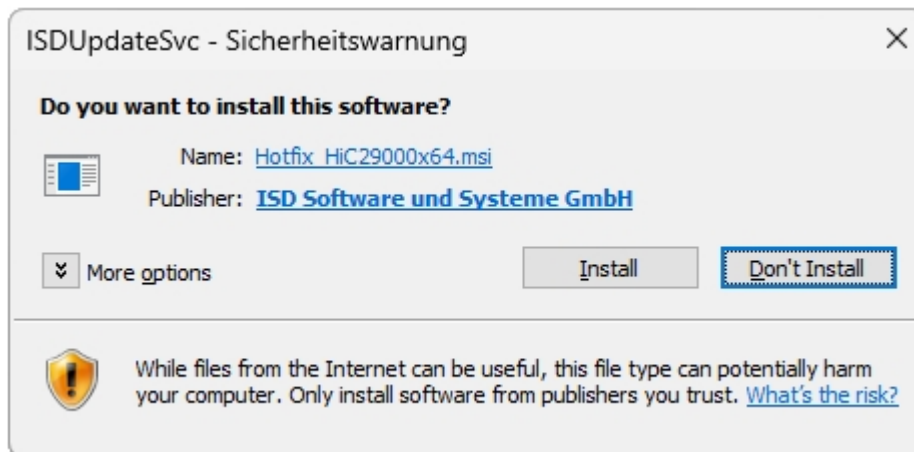 ISDUpdateSvc - Sicherheitswarnung
Do you want to install this software?
Name: Hotfix_HiC29000x64.msi
Publisher: ISD Software und Systeme GmbH
More options
Install
Don't Install
While files from the Internet can be useful, this file type can potentially harm
your computer. Only install software from publishers you trust. What's the risk?